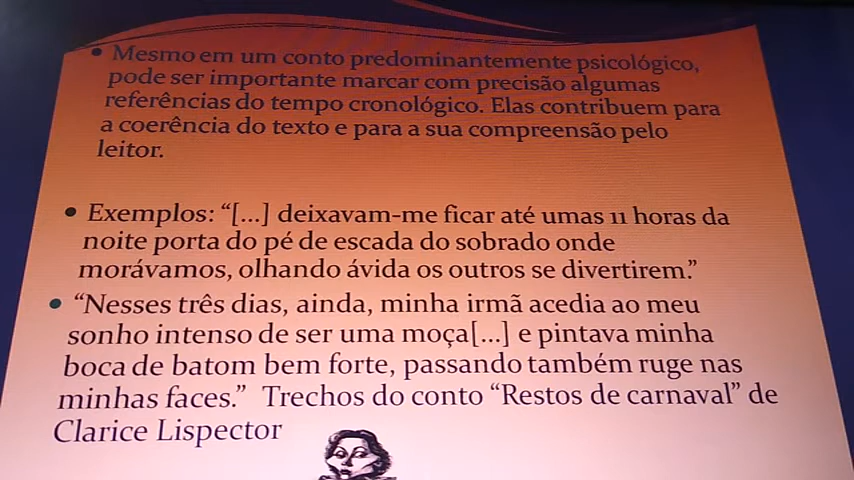 • Mesmo em um conto predominantemente psicológico,
pode ser importante marcar com precisão algumas
referências do tempo cronológico. Elas contribuem para
a coerência do texto e para a sua compreensão pelo
leitor.
• Exemplos: “[...] deixavam-me ficar até umas 11 horas da
noite porta do pé de escada do sobrado onde
morávamos, olhando ávida os outros se divertirem.”
• “Nesses três dias, ainda, minha irmã acedia ao meu
sonho intenso de ser uma moça[...] e pintava minha
boca de batom bem forte, passando também ruge nas
minhas faces.” Trechos do conto “Restos de carnaval” de
Clarice Lispector